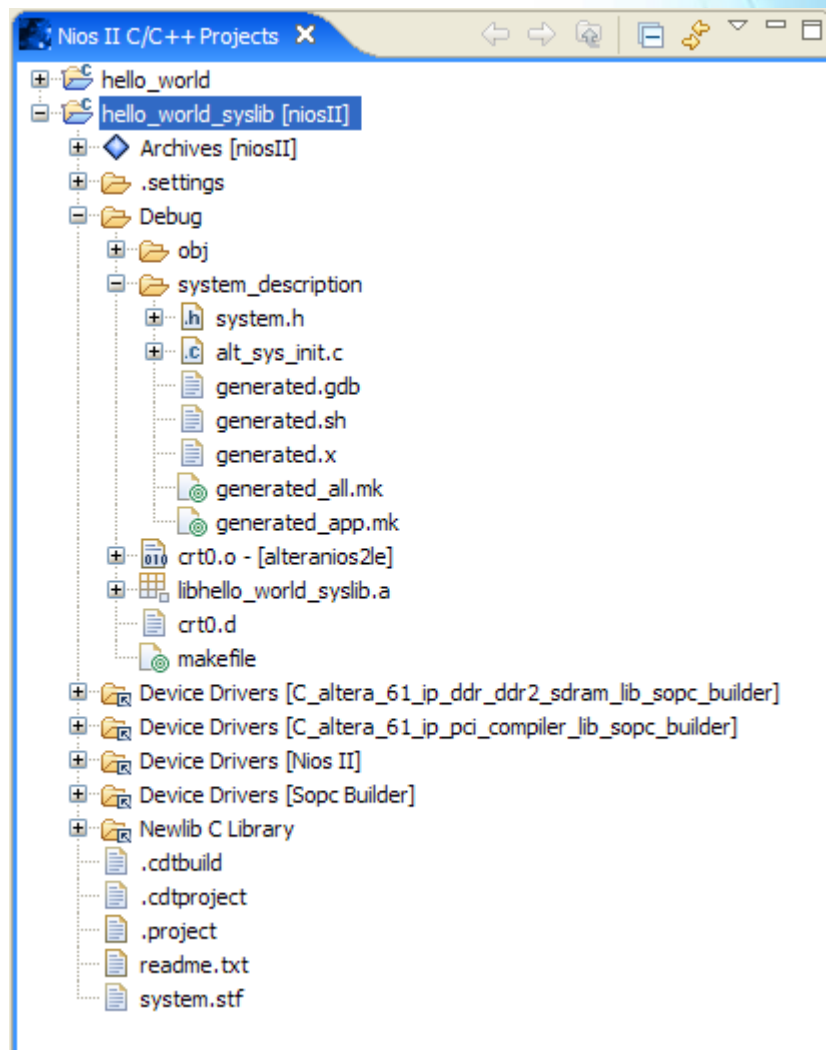 Nios II C/C++ Projects
hello_world
hello_world_syslib [niosII]
Archives [niosII]
.settings
Debug
obj
system_description
.h system.h
.c alt_sys_init.c
generated.gdb
generated.sh
generated.x
generated_all.mk
generated_app.mk
010 crt0.o - [alteranios2le]
libhello_world_syslib.a
crt0.d
makefile
Device Drivers [C_altera_61_ip_ddr_ddr2_sdram_lib_sopc_builder]
Device Drivers [C_altera_61_ip_pci_compiler_lib_sopc_builder]
Device Drivers [Nios II]
Device Drivers [Sopc Builder]
Newlib C Library
.cdtbuild
.cdtproject
.project
readme.txt
system.stf